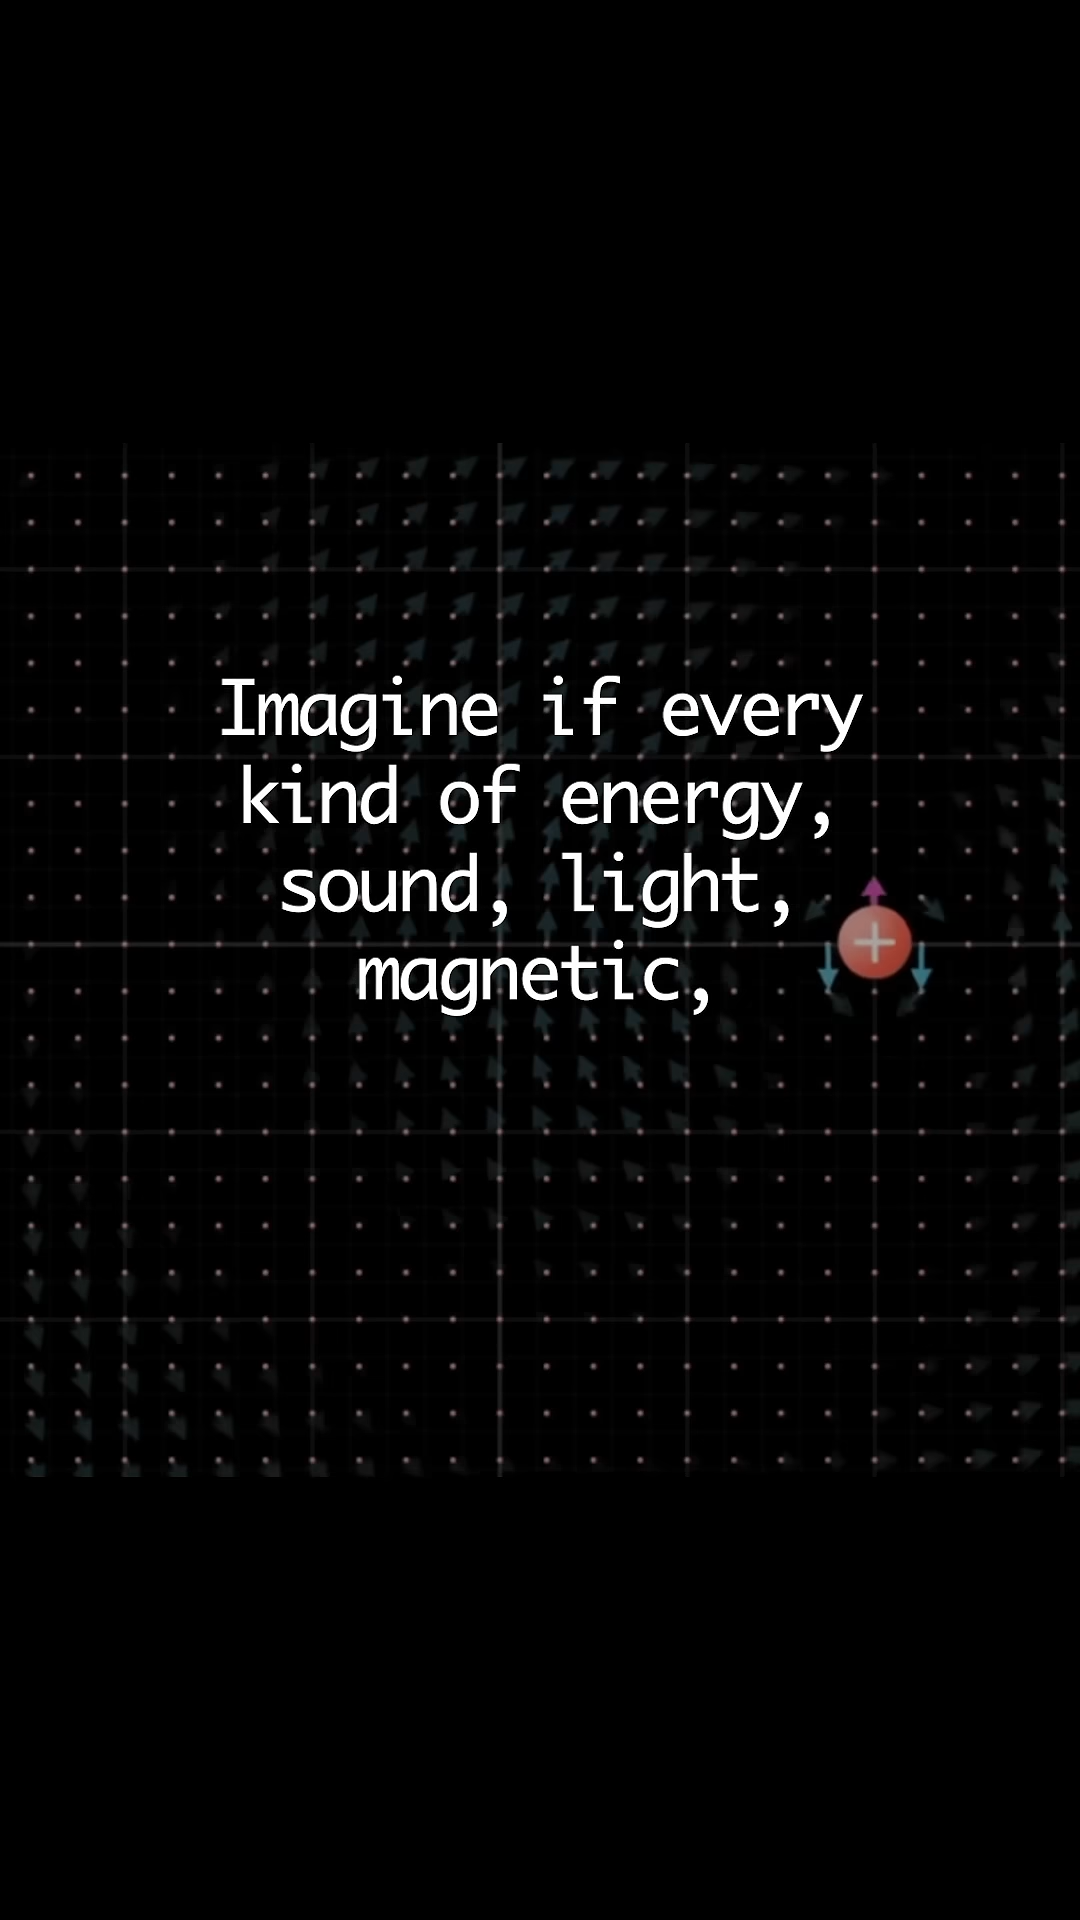 Imagine if every
kind of energy,
sound, light,
magnetic,